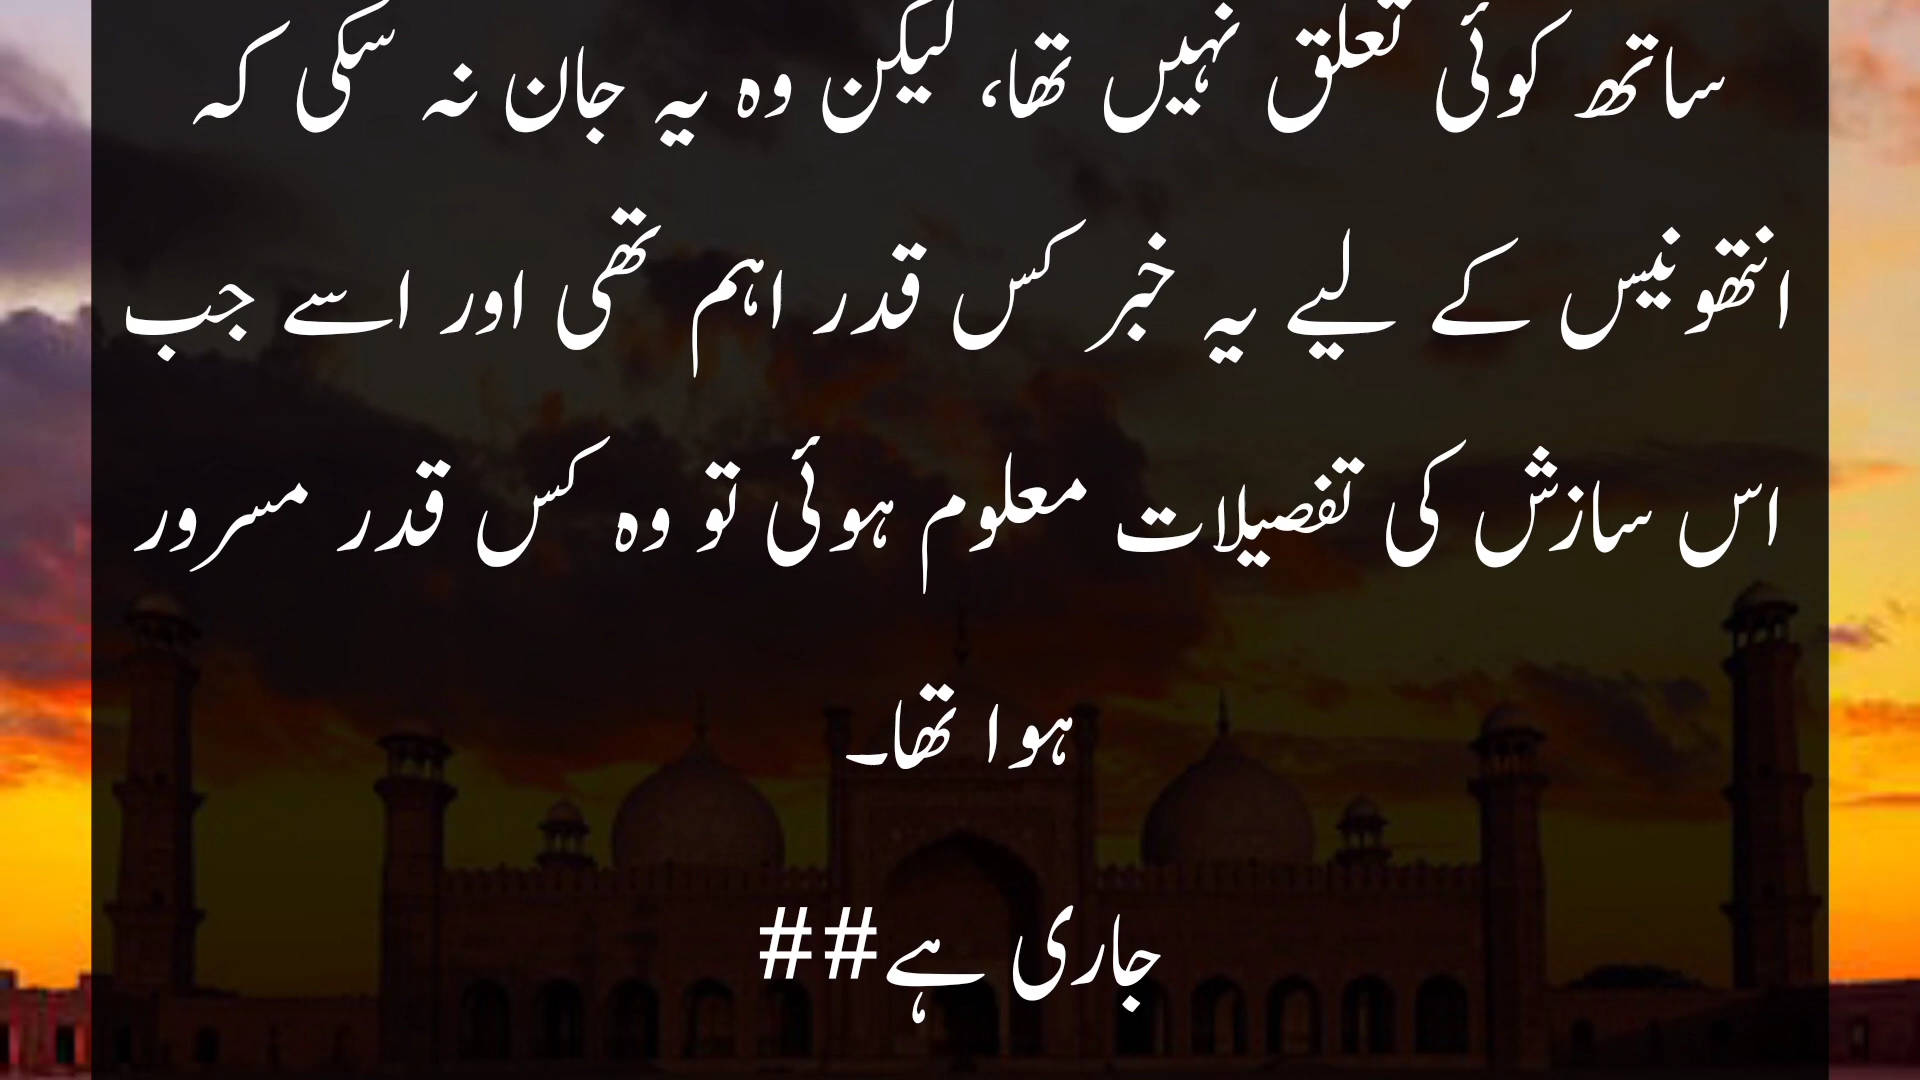 ساتھ کوئی تعلق نہیں تھا، لیکن وہ یہ جان نہ سکی کہ
انتھونیس کے لیے یہ خبر کس قدر اہم تھی اور اسے جب
اس سازش کی تفصیلات معلوم ہوئی تو وہ کس قدر مسرور
ہوا تھا۔
جاری ہے##